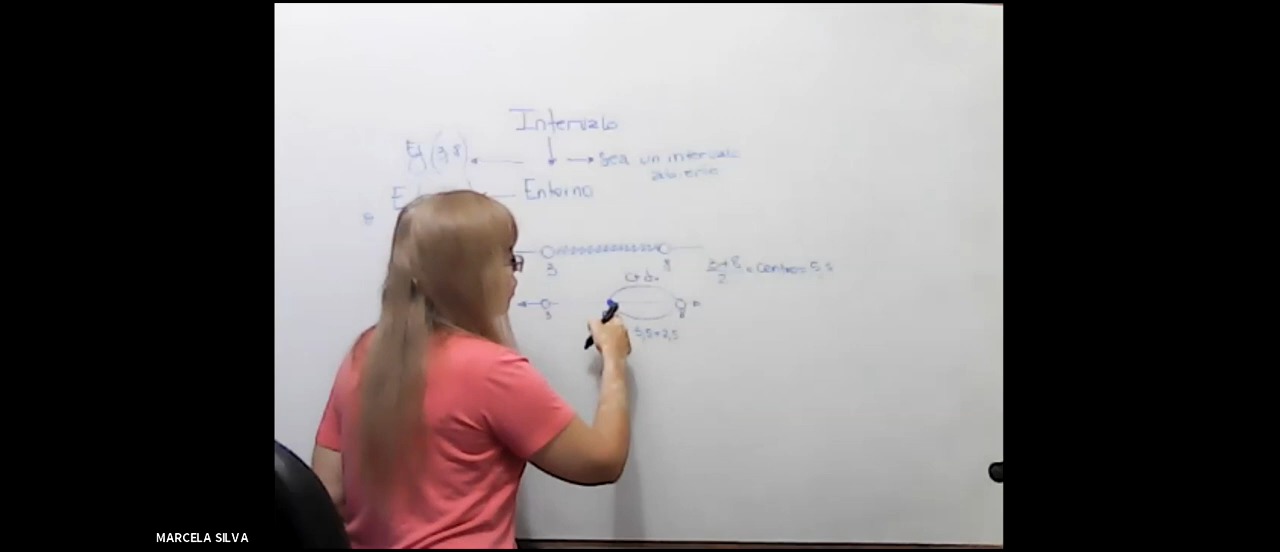 Intervalo
Ej (3,8) ← → Sea un intervalo
abierto
E Entorno
3 8
3+8/2 = centro = 5,5
3 8
5,5+2,5
MARCELA SILVA